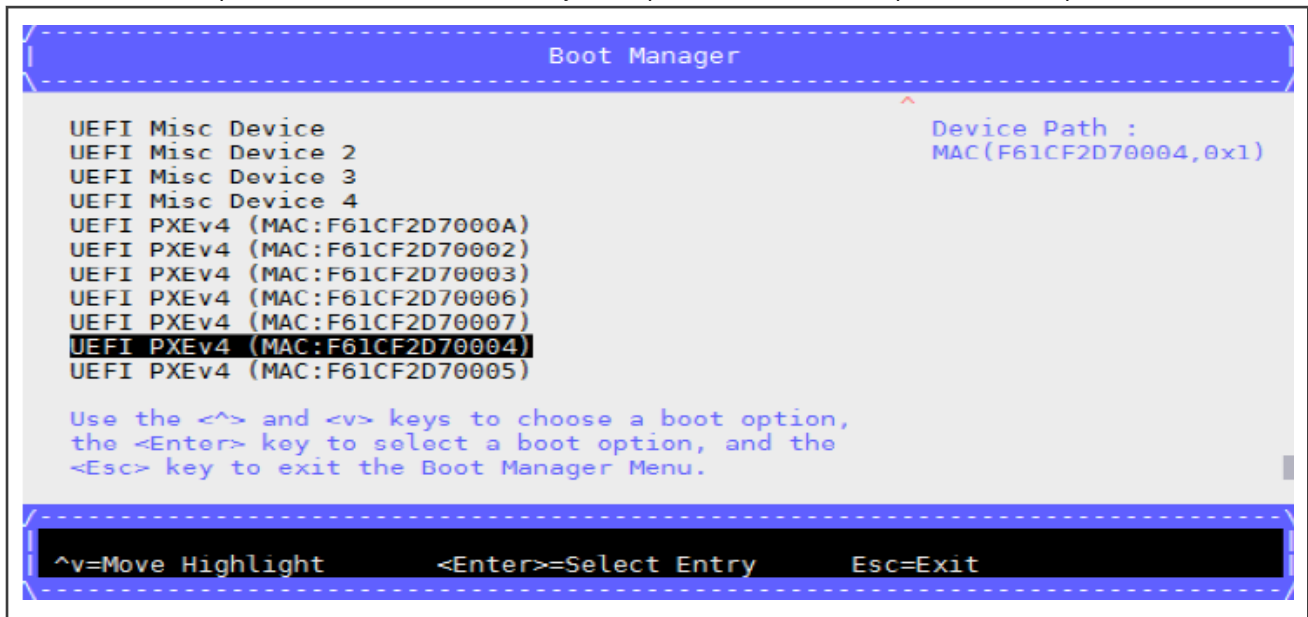 Boot Manager
^
UEFI Misc Device
Device Path :
UEFI Misc Device 2
MAC(F61CF2D70004,0x1)
UEFI Misc Device 3
UEFI Misc Device 4
UEFI PXEv4 (MAC:F61CF2D7000A)
UEFI PXEv4 (MAC:F61CF2D70002)
UEFI PXEv4 (MAC:F61CF2D70003)
UEFI PXEv4 (MAC:F61CF2D70006)
UEFI PXEv4 (MAC:F61CF2D70007)
UEFI PXEv4 (MAC:F61CF2D70004)
UEFI PXEv4 (MAC:F61CF2D70005)
Use the <^> and <v> keys to choose a boot option,
the <Enter> key to select a boot option, and the
<Esc> key to exit the Boot Manager Menu.
^v=Move Highlight <Enter>=Select Entry Esc=Exit